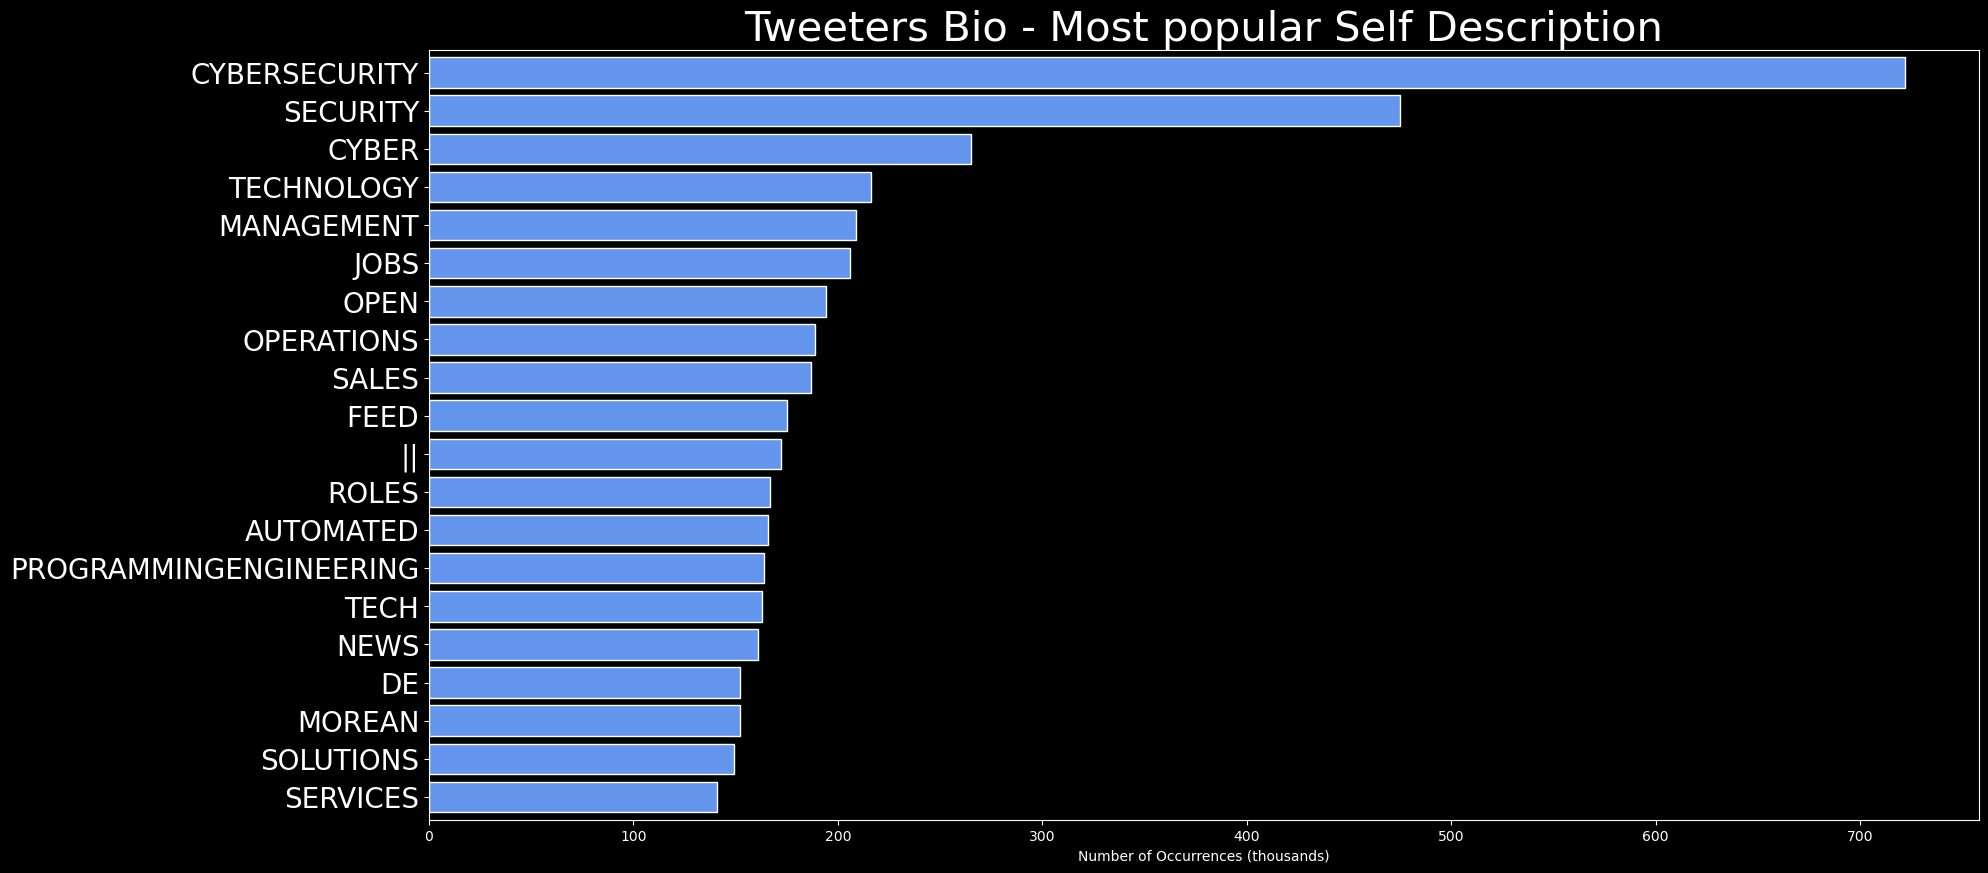 Tweeters Bio - Most popular Self Description
CYBERSECURITY
SECURITY
CYBER
TECHNOLOGY
MANAGEMENT
JOBS
OPEN
OPERATIONS
SALES
FEED
||
ROLES
AUTOMATED
PROGRAMMINGENGINEERING
TECH
NEWS
DE
MOREAN
SOLUTIONS
SERVICES
0 100 200 300 400 500 600 700
Number of Occurrences (thousands)